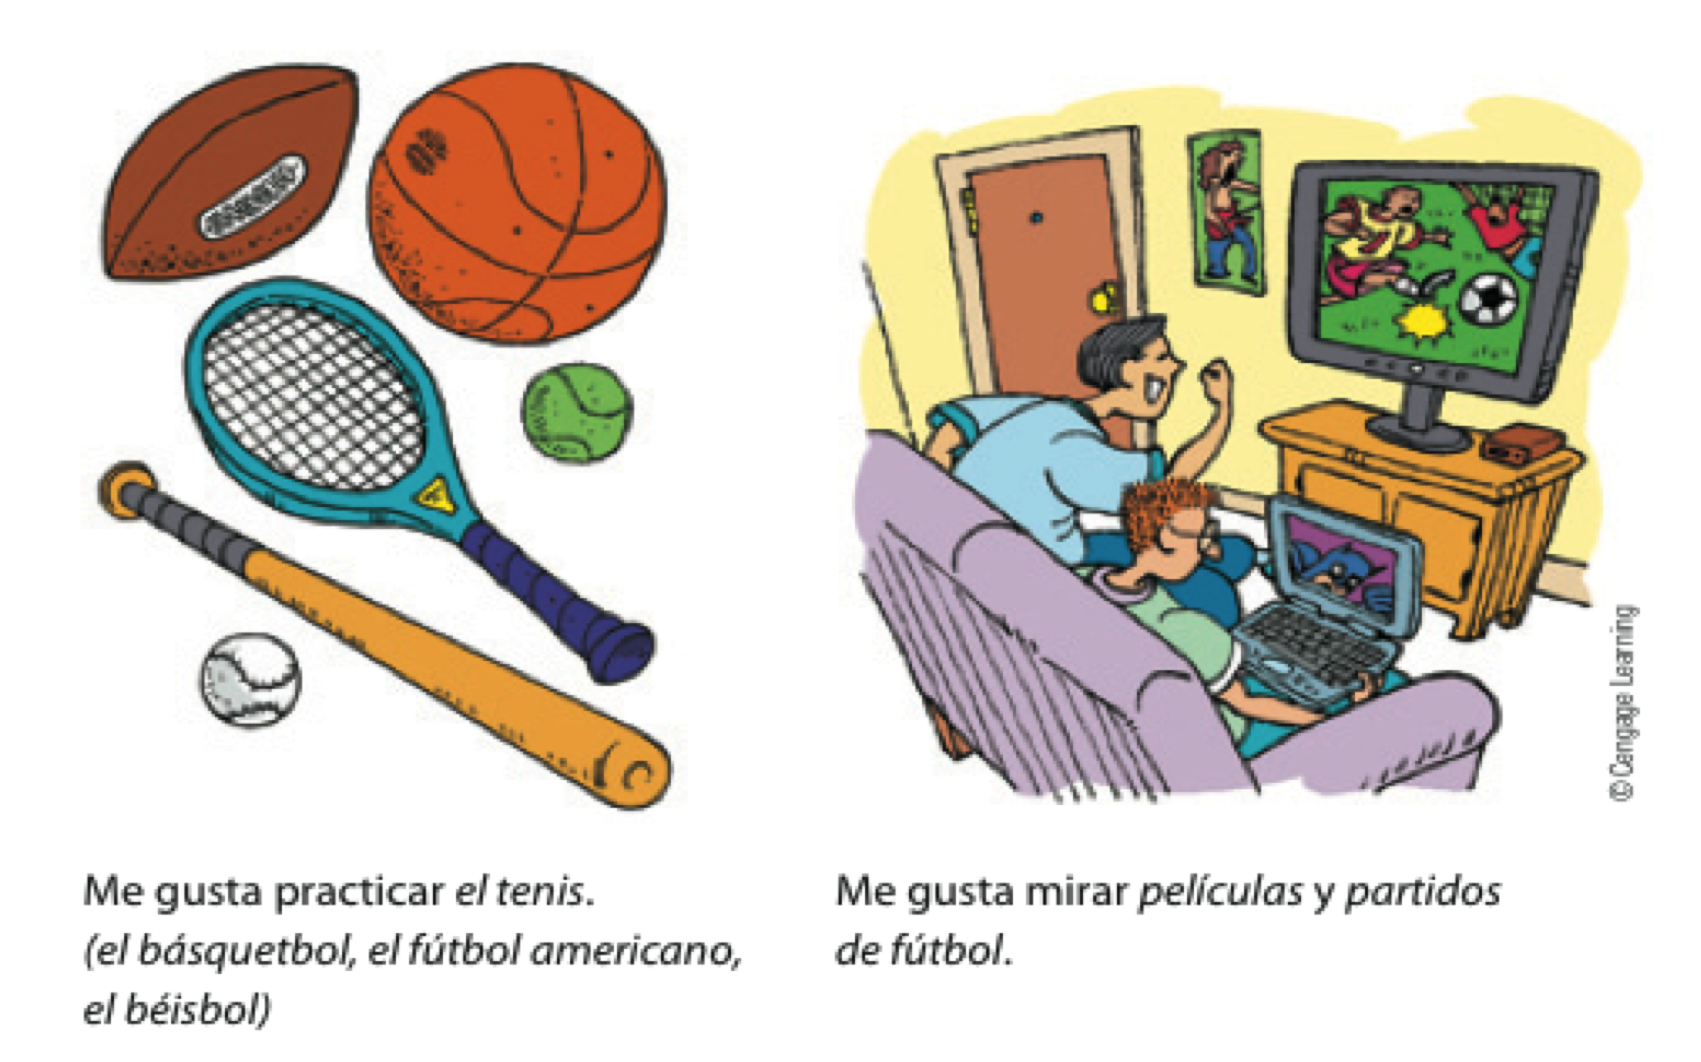 Me gusta practicar el tenis.
(el básquetbol, el fútbol americano,
el béisbol)
Me gusta mirar películas y partidos
de fútbol.
© Cengage Learning